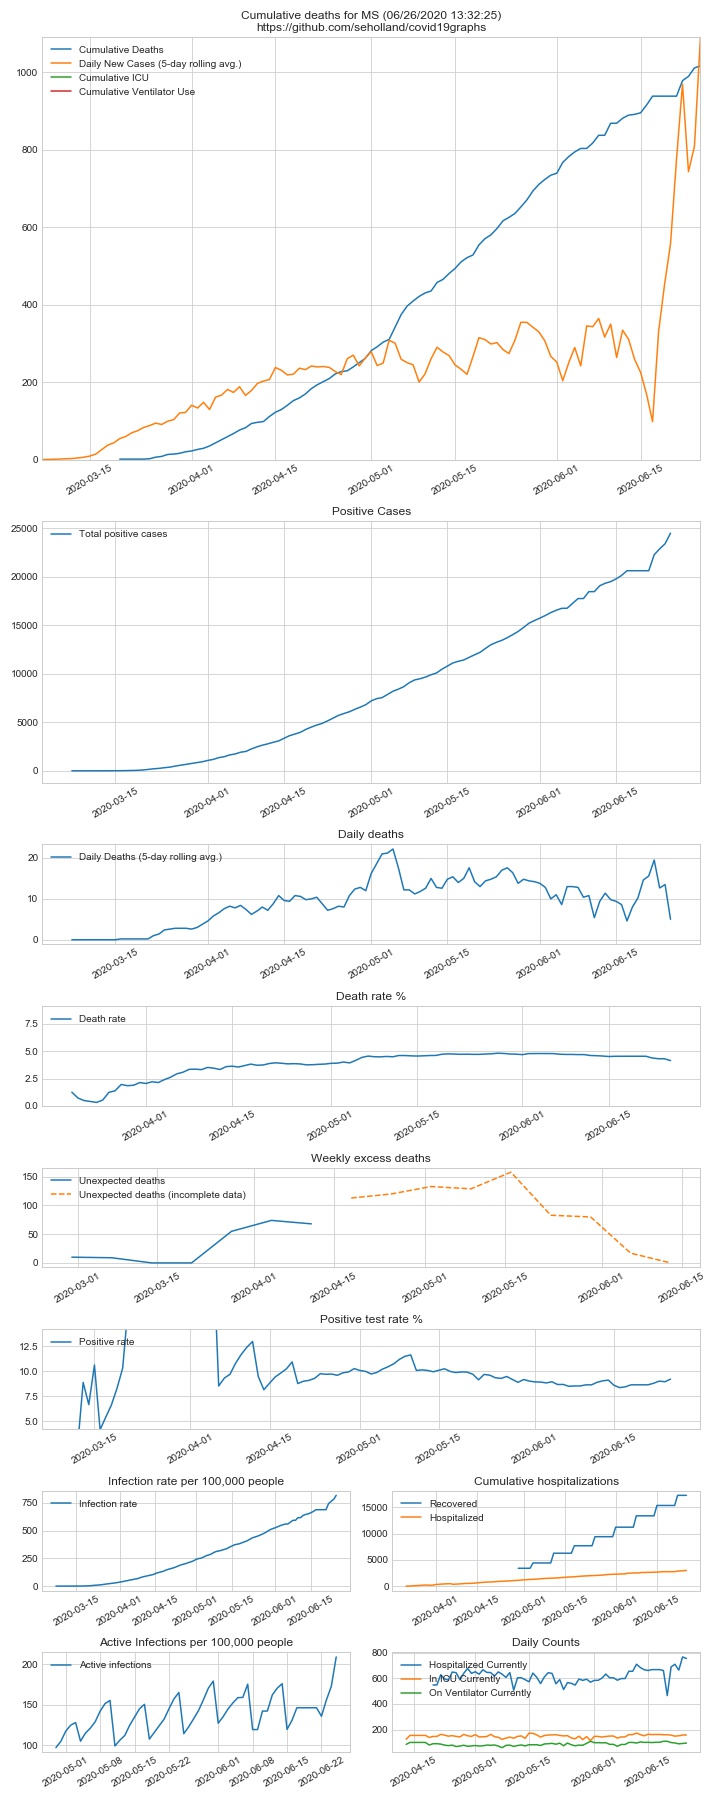 Cumulative deaths for MS (06/26/2020 13:32:25)
https://github.com/seholland/covid19graphs
Cumulative Deaths
Daily New Cases (5-day rolling avg.)
Cumulative ICU
Cumulative Ventilator Use
1000
800
600
400
200
0
2020-03-15 2020-04-01 2020-04-15 2020-05-01 2020-05-15 2020-06-01 2020-06-15
Positive Cases
Total positive cases
25000
20000
15000
10000
5000
0
2020-03-15 2020-04-01 2020-04-15 2020-05-01 2020-05-15 2020-06-01 2020-06-15
Daily deaths
Daily Deaths (5-day rolling avg.)
20
10
0
2020-03-15 2020-04-01 2020-04-15 2020-05-01 2020-05-15 2020-06-01 2020-06-15
Death rate %
Death rate
7.5
5.0
2.5
0.0
2020-04-01 2020-04-15 2020-05-01 2020-05-15 2020-06-01 2020-06-15
Weekly excess deaths
Unexpected deaths
Unexpected deaths (incomplete data)
150
100
50
0
2020-03-01 2020-03-15 2020-04-01 2020-04-15 2020-05-01 2020-05-15 2020-06-01 2020-06-15
Positive test rate %
Positive rate
12.5
10.0
7.5
5.0
2020-03-15 2020-04-01 2020-04-15 2020-05-01 2020-05-15 2020-06-01 2020-06-15
Infection rate per 100,000 people
Infection rate
750
500
250
0
2020-03-15 2020-04-01 2020-04-15 2020-05-01 2020-05-15 2020-06-01 2020-06-15
Cumulative hospitalizations
Recovered
Hospitalized
15000
10000
5000
0
2020-04-01 2020-04-15 2020-05-01 2020-05-15 2020-06-01 2020-06-15
Active Infections per 100,000 people
Active infections
200
150
100
2020-05-01 2020-05-08 2020-05-15 2020-05-22 2020-06-01 2020-06-08 2020-06-15 2020-06-22
Daily Counts
Hospitalized Currently
In ICU Currently
On Ventilator Currently
800
600
400
200
2020-04-15 2020-05-01 2020-05-15 2020-06-01 2020-06-15